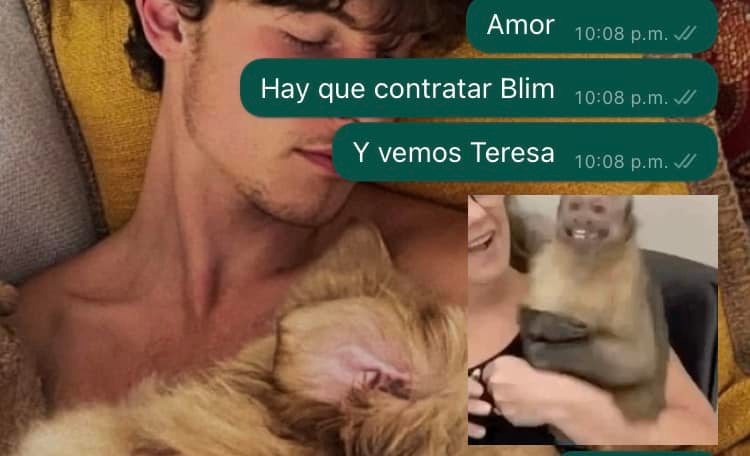 Amor 10:08 p.m.
Hay que contratar Blim 10:08 p.m.
Y vemos Teresa 10:08 p.m.